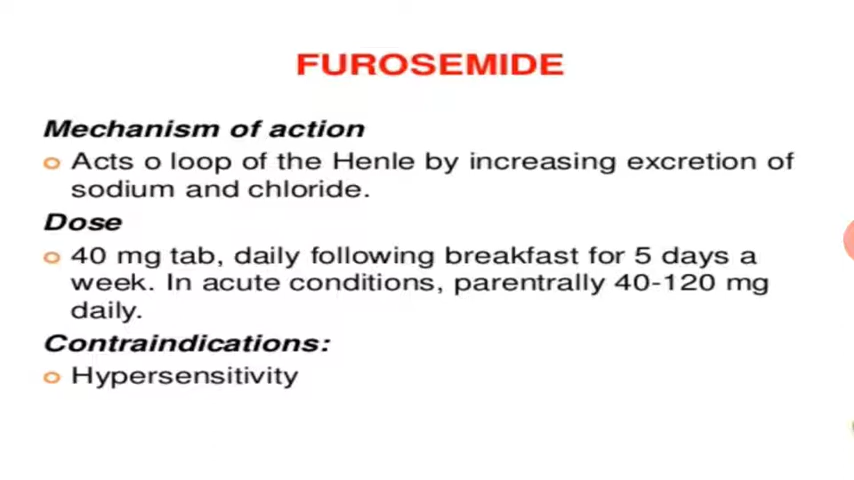 FUROSEMIDE
Mechanism of action
Acts o loop of the Henle by increasing excretion of
sodium and chloride.
Dose
40 mg tab, daily following breakfast for 5 days a
week. In acute conditions, parentrally 40-120 mg
daily.
Contraindications:
Hypersensitivity